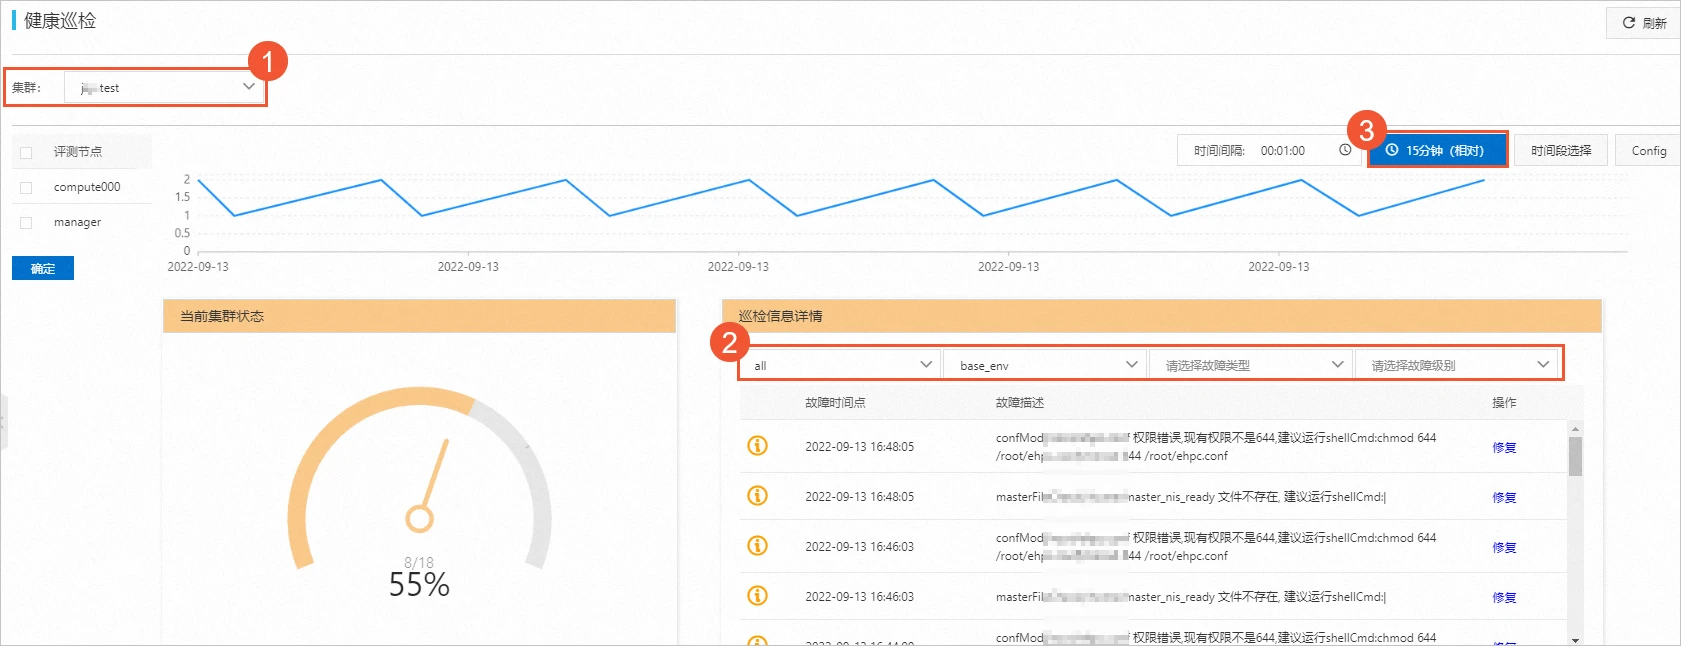 健康巡检
刷新
1
集群:
test
3
评测节点
时间间隔: 00:01:00
15分钟（相对）
时间段选择
Config
compute000
manager
确定
2
1.5
1
0.5
0
2022-09-13 2022-09-13 2022-09-13 2022-09-13 2022-09-13
当前集群状态
8/18
55%
巡检信息详情
2
all base_env 请选择故障类型 请选择故障级别
故障时间点 故障描述 操作
2022-09-13 16:48:05 confMod 权限错误,现有权限不是644,建议运行shellCmd:chmod 644 修复
/root/eh 44 /root/ehpc.conf
2022-09-13 16:48:05 masterFil master_nis_ready 文件不存在, 建议运行shellCmd:| 修复
2022-09-13 16:46:03 confMod 权限错误,现有权限不是644,建议运行shellCmd:chmod 644 修复
/root/eh 44 /root/ehpc.conf
2022-09-13 16:46:03 masterFil master_nis_ready 文件不存在, 建议运行shellCmd:| 修复
confMod 权限错误,现有权限不是644,建议运行shellCmd:chmod 644